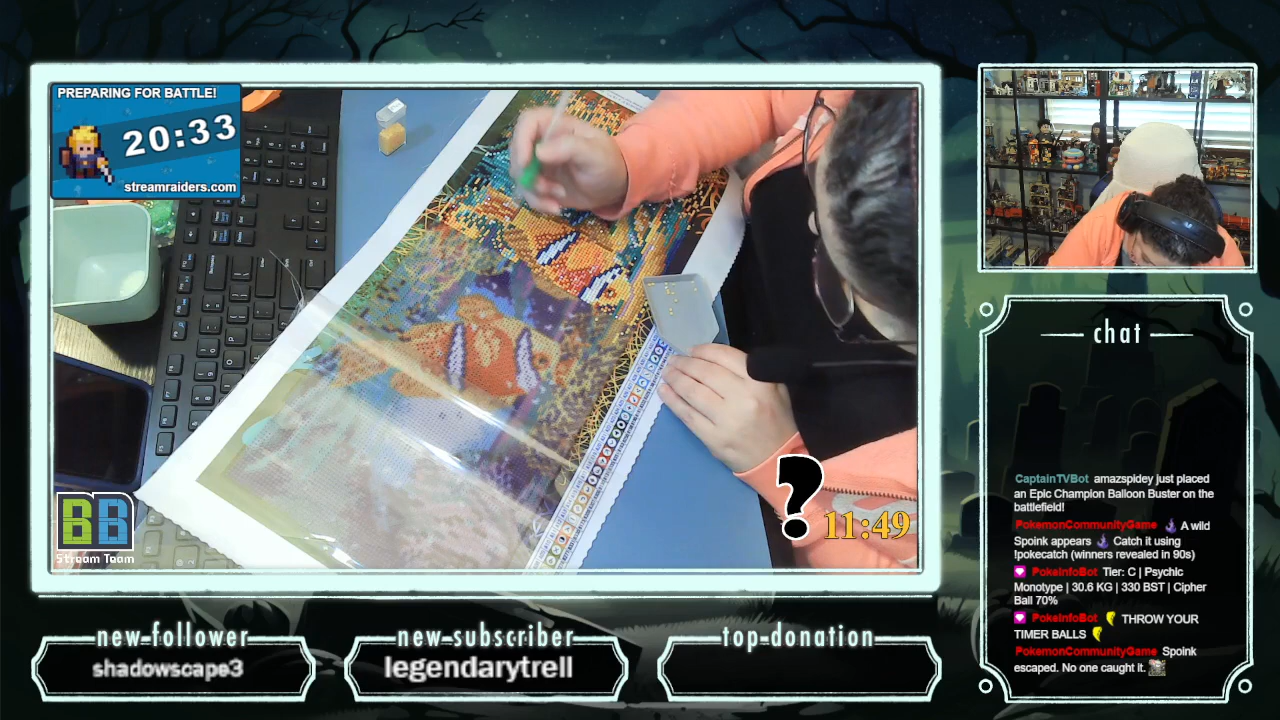 PREPARING FOR BATTLE!
20:33
streamraiders.com
BB
Stream Team
?
11:49
chat
CaptainTVBot amazspidey just placed
an Epic Champion Balloon Buster on the
battlefield!
PokemonCommunityGame A wild
Spoink appears Catch it using
!pokecatch (winners revealed in 90s)
PokeInfoBot Tier: C | Psychic
Monotype | 30.6 KG | 330 BST | Cipher
Ball 70%
PokeInfoBot THROW YOUR
TIMER BALLS
PokemonCommunityGame Spoink
escaped. No one caught it.
new follower
shadowscape3
new subscriber
legendarytrell
top donation